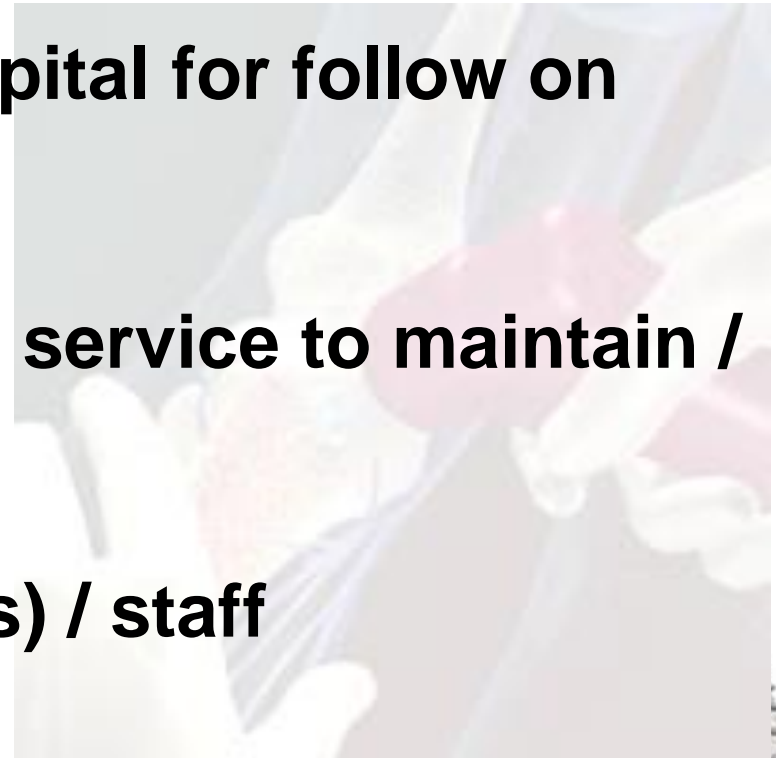 pital for follow on
service to maintain /
s) / staff